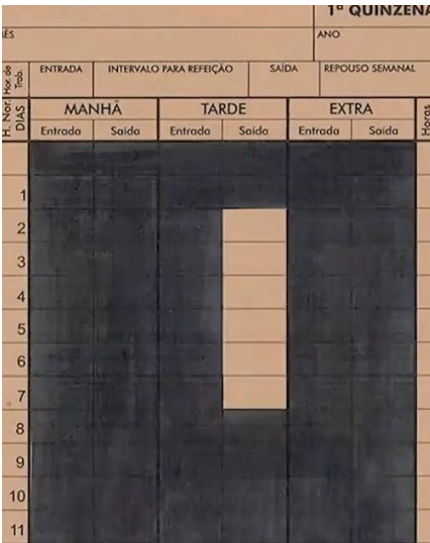 1ª QUINZENA
ANO
ENTRADA INTERVALO PARA REFEIÇÃO SAÍDA REPOUSO SEMANAL
Hor. de Trab.
H. Nor.
DIAS
MANHÃ TARDE EXTRA
Horas
Entrada Saída Entrada Saída Entrada Saída
1
2
3
4
5
6
7
8
9
10
11